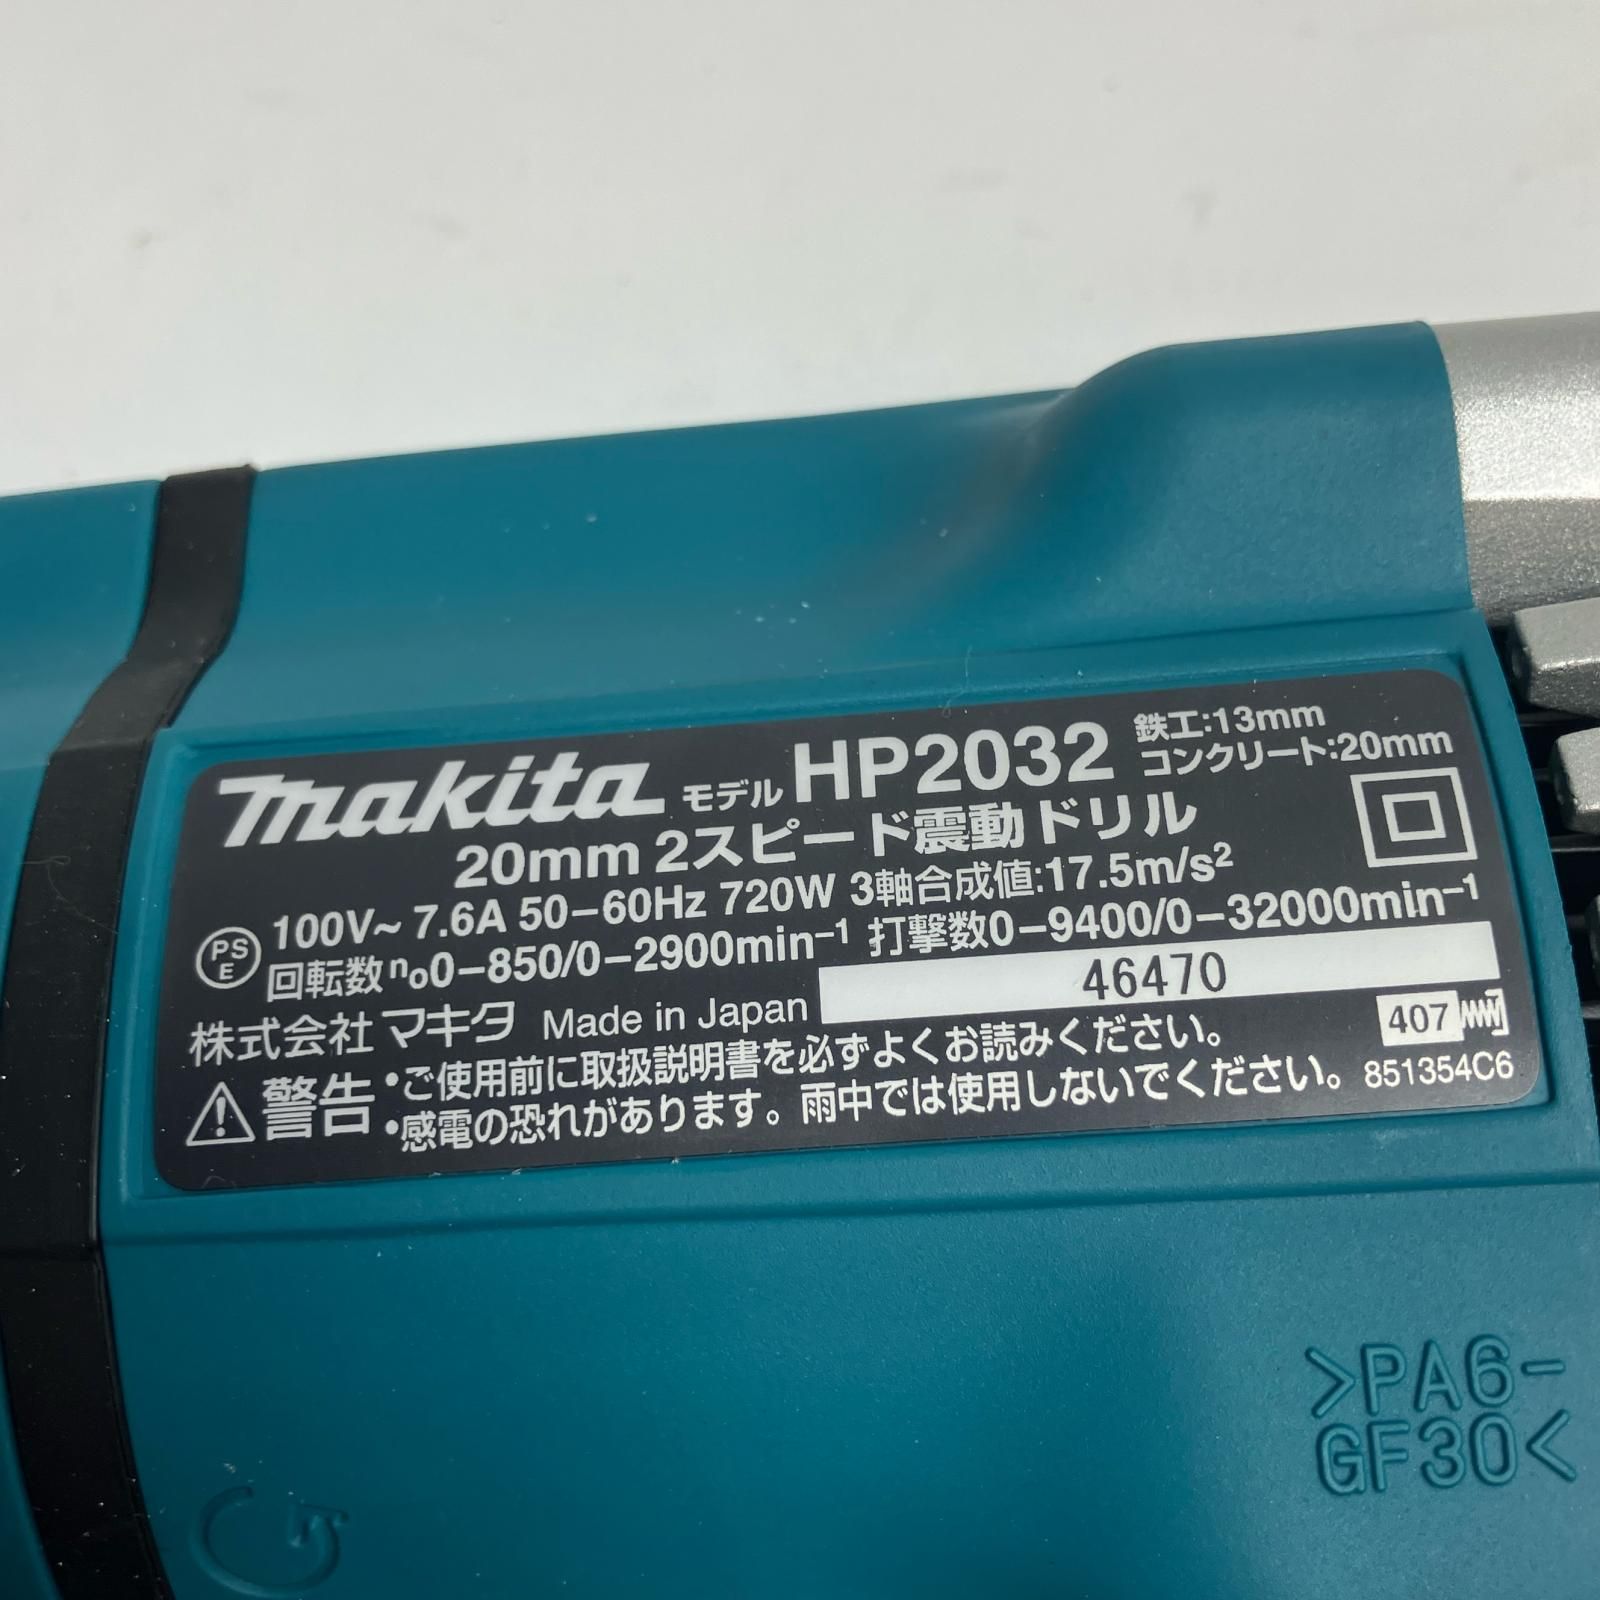 makita モデル HP2032 鉄工:13mm
コンクリート:20mm
20mm 2スピード震動ドリル
PS
E
100V~ 7.6A 50-60Hz 720W 3軸合成値:17.5m/s²
回転数 n₀0-850/0-2900min⁻¹ 打撃数0-9400/0-32000min⁻¹
株式会社 マキタ Made in Japan 46470
警告 •ご使用前に取扱説明書を必ずよくお読みください。 407
•感電の恐れがあります。雨中では使用しないでください。 851354C6
>PA6-
GF30<